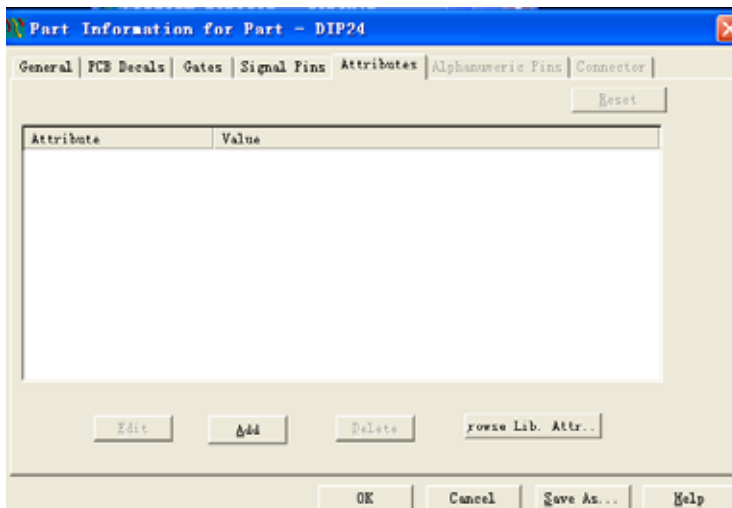 Part Information for Part - DIP24
General PCB Decals Gates Signal Pins Attributes Alphanumeric Pins Connector
Reset
Attribute Value
Edit Add Delete rowse Lib. Attr..
OK Cancel Save As... Help